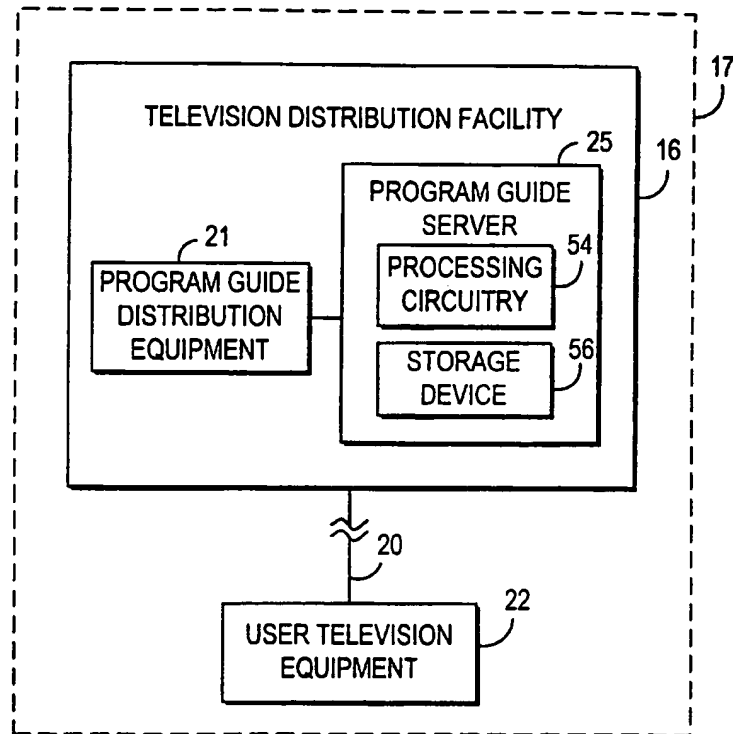 17
TELEVISION DISTRIBUTION FACILITY
16
25
PROGRAM GUIDE
SERVER
21
PROGRAM GUIDE
DISTRIBUTION
EQUIPMENT
54
PROCESSING
CIRCUITRY
56
STORAGE
DEVICE
20
22
USER TELEVISION
EQUIPMENT